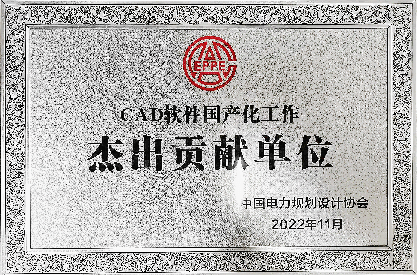 CAD软件国产化工作
杰出贡献单位
中国电力规划设计协会
2022年11月